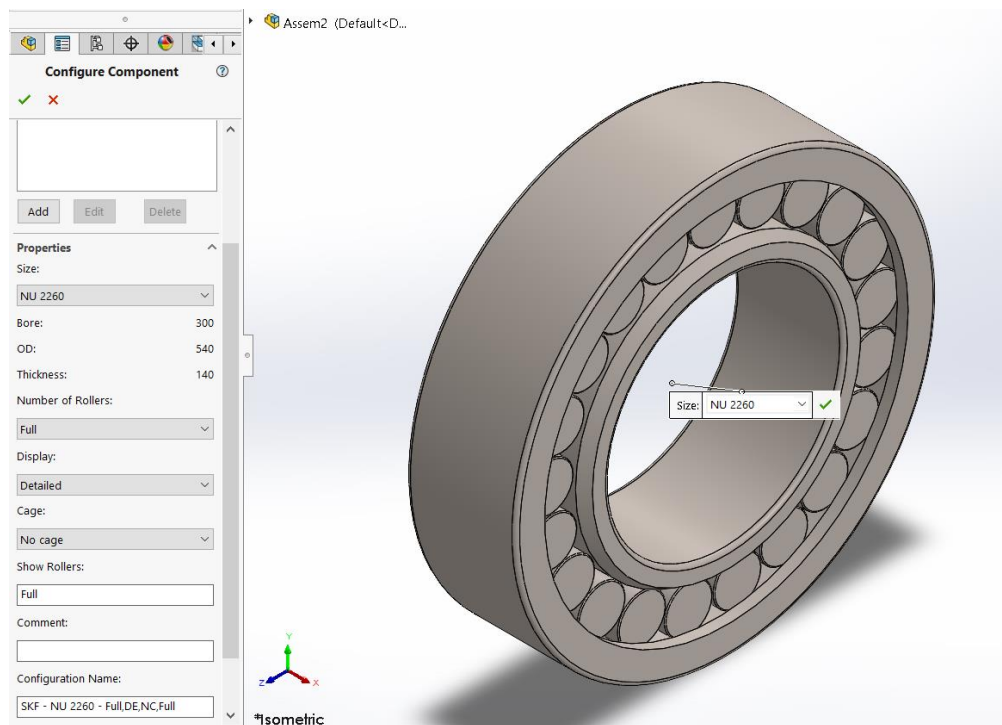 Assem2 (Default<D...
Configure Component
Add Edit Delete
Properties
Size:
NU 2260
Bore: 300
OD: 540
Thickness: 140
Number of Rollers:
Full
Display:
Detailed
Cage:
No cage
Show Rollers:
Full
Comment:
Configuration Name:
SKF - NU 2260 - Full,DE,NC,Full
Size: NU 2260
Y
Z X
*Isometric